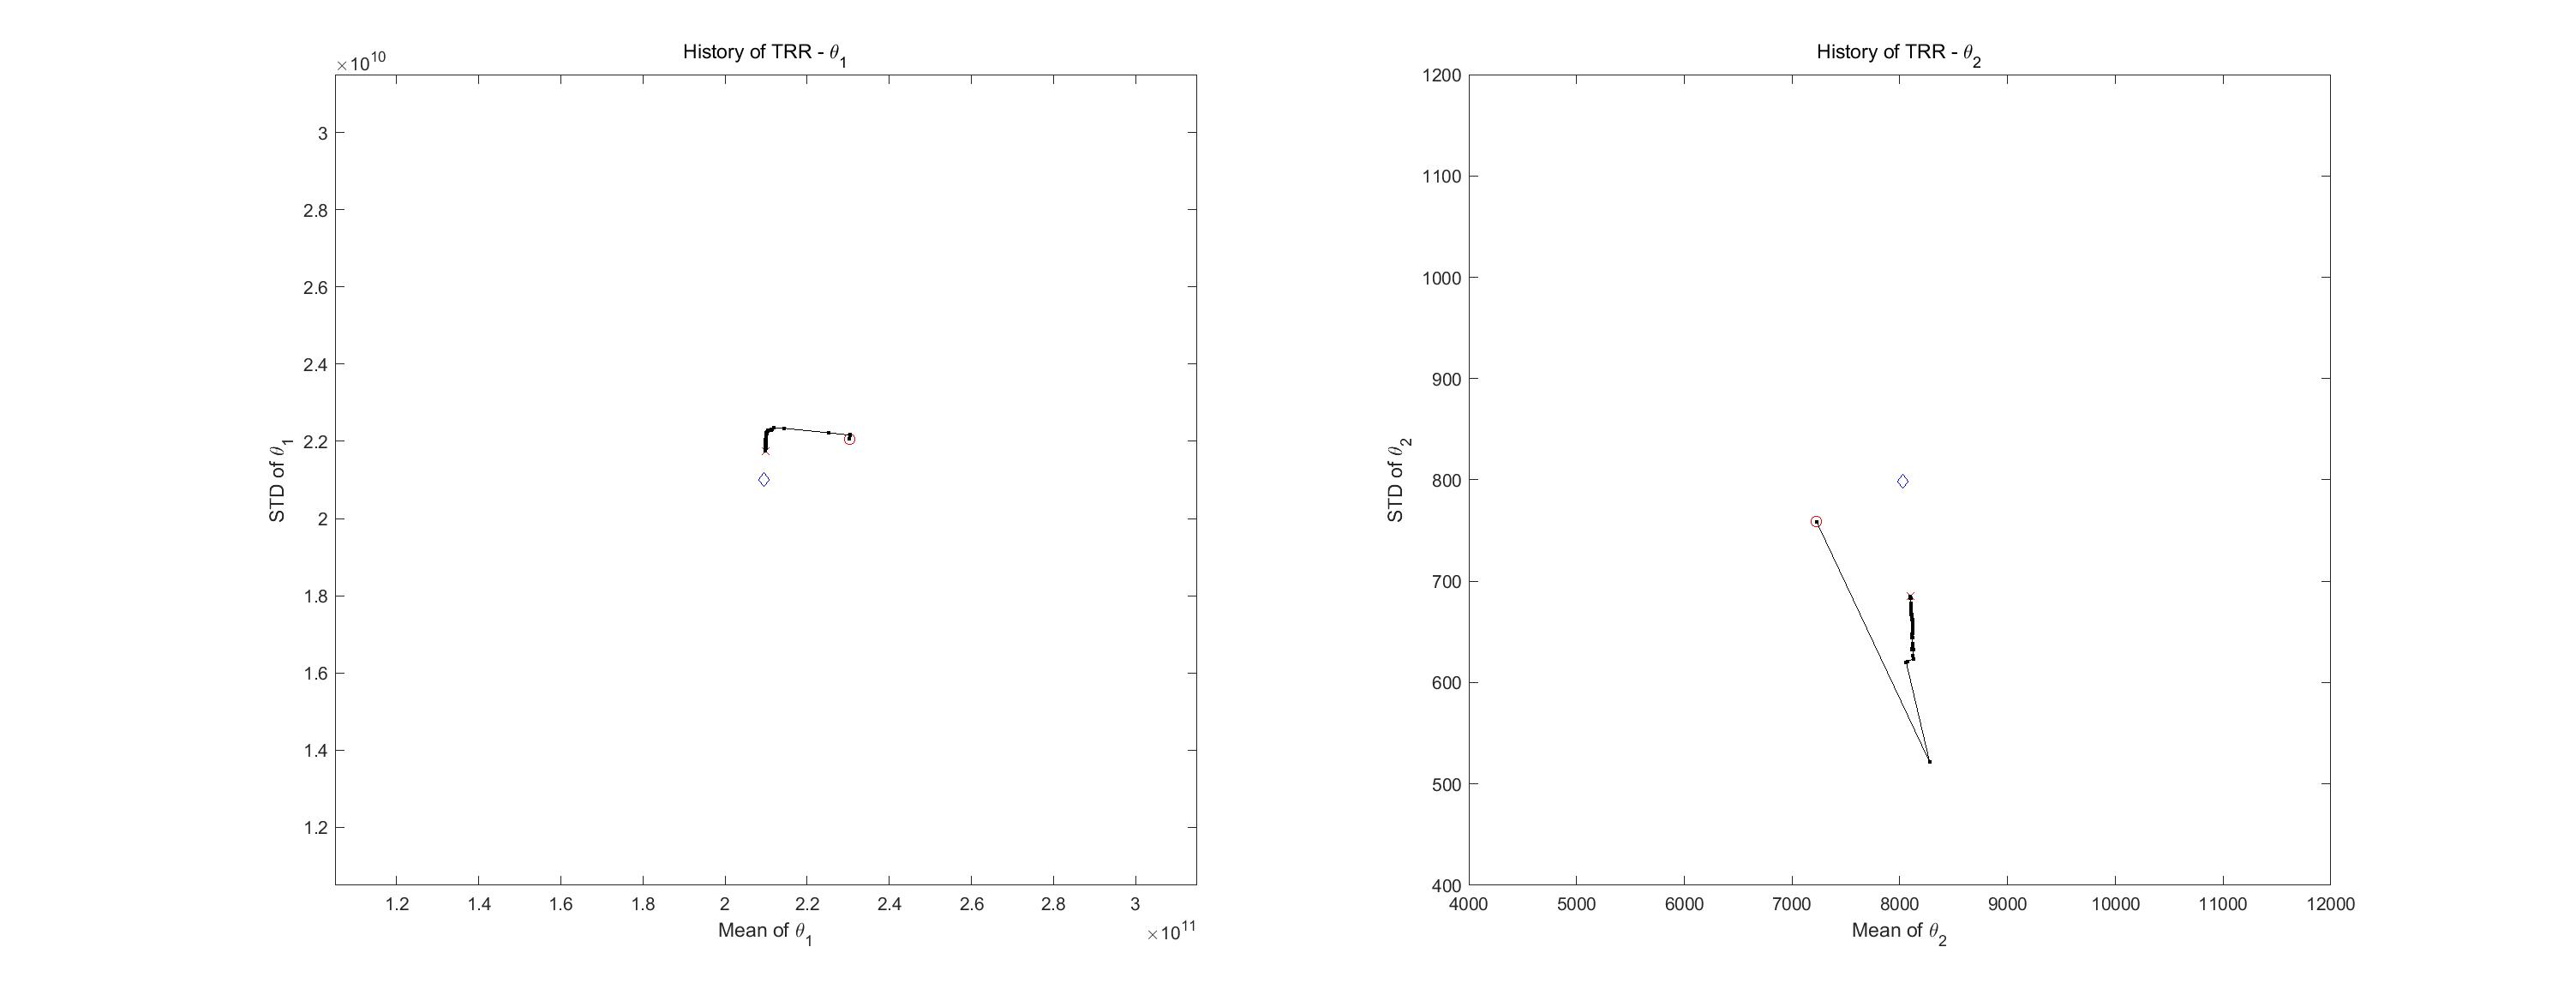 History of TRR - θ1
×10^10
3
2.8
2.6
2.4
2.2
2
1.8
1.6
1.4
1.2
STD of θ1
1.2 1.4 1.6 1.8 2 2.2 2.4 2.6 2.8 3
Mean of θ1
×10^11
History of TRR - θ2
1200
1100
1000
900
800
700
600
500
400
STD of θ2
4000 5000 6000 7000 8000 9000 10000 11000 12000
Mean of θ2